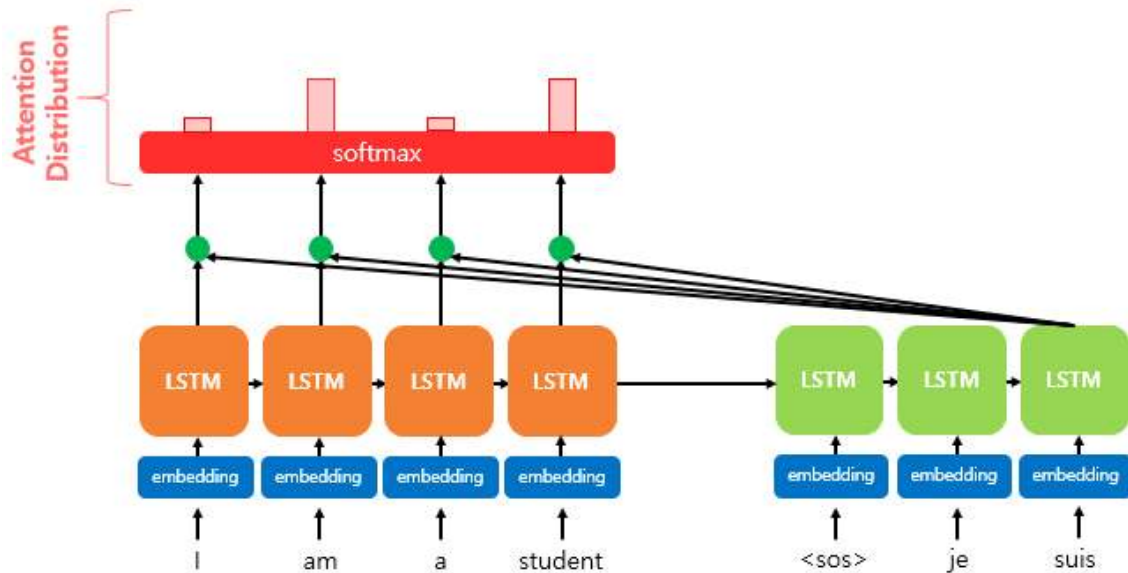 Attention
Distribution
softmax
LSTM LSTM LSTM LSTM LSTM LSTM LSTM
embedding embedding embedding embedding embedding embedding embedding
I am a student <sos> je suis